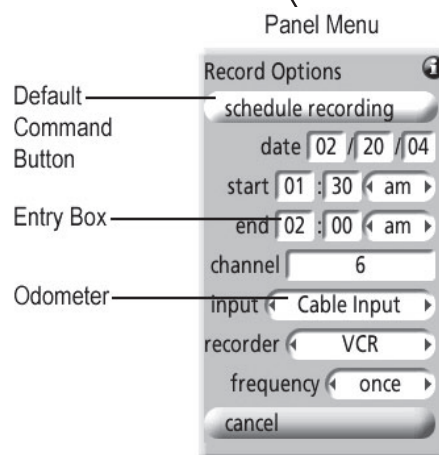 Panel Menu
Record Options i
Default Command Button
schedule recording
date 02 / 20 / 04
start 01 : 30 am
Entry Box
end 02 : 00 am
channel 6
Odometer
input Cable Input
recorder VCR
frequency once
cancel